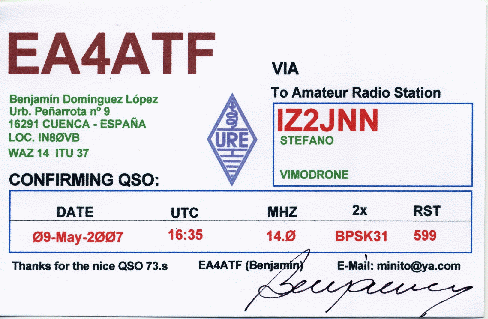 EA4ATF
VIA
To Amateur Radio Station
Benjamín Domínguez López
Urb. Peñarrota nº 9
16291 CUENCA - ESPAÑA
LOC. IN8ØVB
WAZ 14 ITU 37
URE
IZ2JNN
STEFANO
VIMODRONE
CONFIRMING QSO:
DATE UTC MHZ 2x RST
Ø9-May-2ØØ7 16:35 14.Ø BPSK31 599
Thanks for the nice QSO 73.s EA4ATF (Benjamín) E-Mail: minito@ya.com